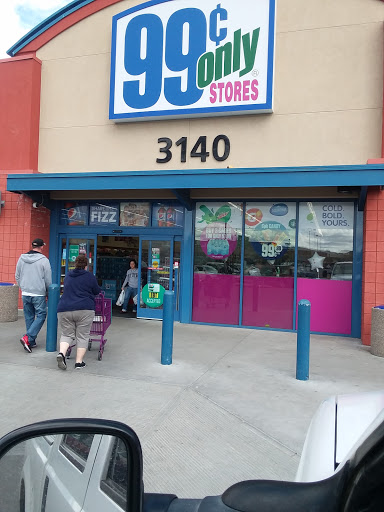 99¢
only
STORES®
3140
FIZZ
COLD.
BOLD.
YOURS.
99¢